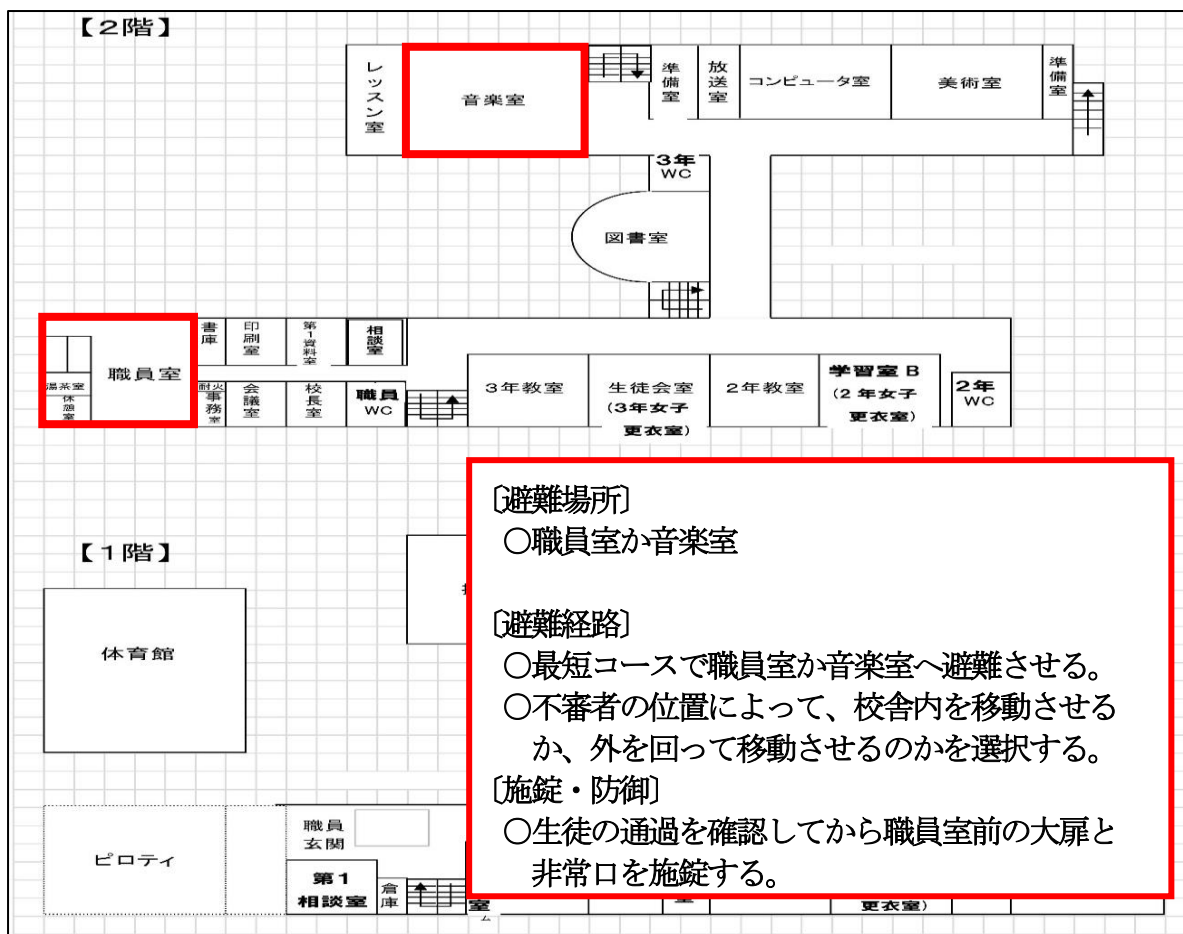 【2階】
レッスン室
音楽室
準備室
放送室
コンピュータ室
美術室
準備室
3年
WC
図書室
湯茶室
休憩室
職員室
書庫
印刷室
第1資料室
相談室
耐火
事務室
会議室
校長室
職員
WC
3年教室
生徒会室
(3年女子
更衣室)
2年教室
学習室 B
(2年女子
更衣室)
2年
WC
【1階】
体育館
ピロティ
職員
玄関
第1
相談室
倉庫
室
更衣室)
〔避難場所〕
○職員室か音楽室
〔避難経路〕
○最短コースで職員室か音楽室へ避難させる。
○不審者の位置によって、校舎内を移動させる
か、外を回って移動させるのかを選択する。
〔施錠・防御〕
○生徒の通過を確認してから職員室前の大扉と
非常口を施錠する。